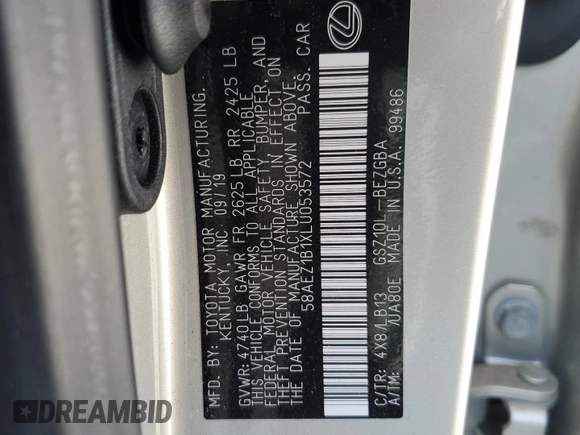 MFD. BY: TOYOTA MOTOR MANUFACTURING,
KENTUCKY, INC. 09/19
GVWR: 4740LB GAWR FR 2625LB RR 2425 LB
THIS VEHICLE CONFORMS TO ALL APPLICABLE
FEDERAL MOTOR VEHICLE SAFETY, BUMPER, AND
THEFT PREVENTION STANDARDS IN EFFECT ON
THE DATE OF MANUFACTURE SHOWN ABOVE.
58AEZ1B1XLU053572 PASS. CAR
C/TR: 4X8/LB13 GSZ10L-BEZGBA
A/TM: /UA80E MADE IN U.S.A. 99486
DREAMBID